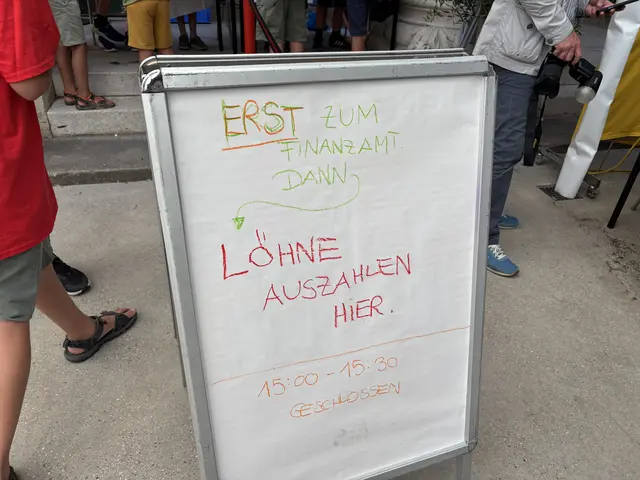 ERST ZUM
FINANZAMT
DANN
LÖHNE
AUSZAHLEN
HIER.
15:00 - 15:30
GESCHLOSSEN